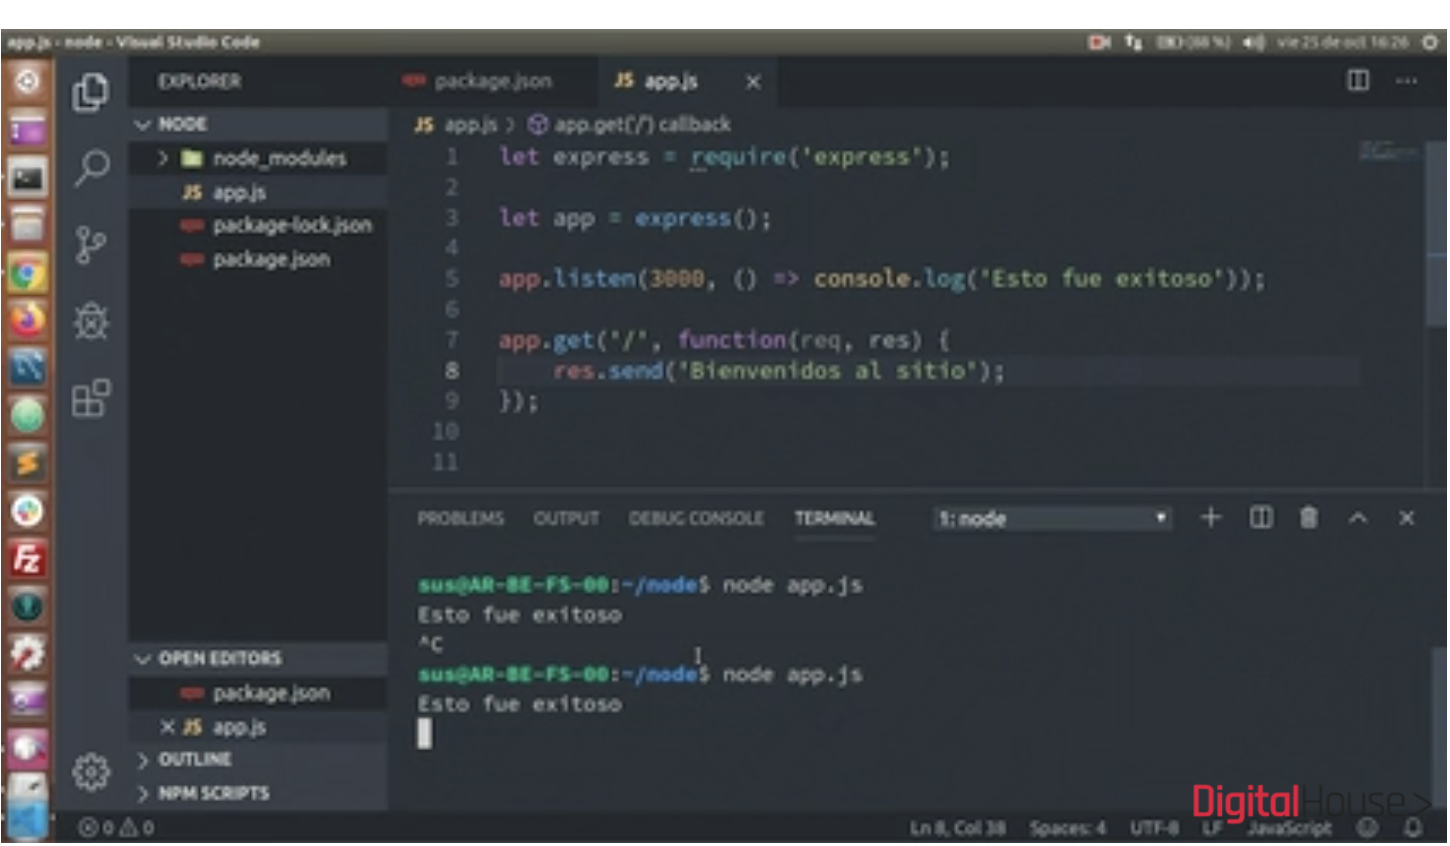 app.js - node - Visual Studio Code
vie 25 de oct 16:26
EXPLORER
package.json
JS app.js
NODE
JS app.js > app.get('/') callback
node_modules
JS app.js
package-lock.json
package.json
1 let express = require('express');
2
3 let app = express();
4
5 app.listen(3000, () => console.log('Esto fue exitoso'));
6
7 app.get('/', function(req, res) {
8 res.send('Bienvenidos al sitio');
9 });
10
11
PROBLEMS OUTPUT DEBUG CONSOLE TERMINAL 1: node
sus@AR-BE-FS-00:~/node$ node app.js
Esto fue exitoso
^C
sus@AR-BE-FS-00:~/node$ node app.js
Esto fue exitoso
OPEN EDITORS
package.json
JS app.js
OUTLINE
NPM SCRIPTS
DigitalHouse>
0 0
Ln 8, Col 38 Spaces: 4 UTF-8 LF JavaScript